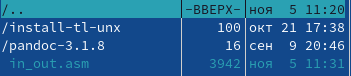 /.. -ВВЕРХ- ноя 5 11:20
/install-tl-unx 100 окт 21 17:38
/pandoc-3.1.8 16 сен 9 20:46
in_out.asm 3942 ноя 5 11:31